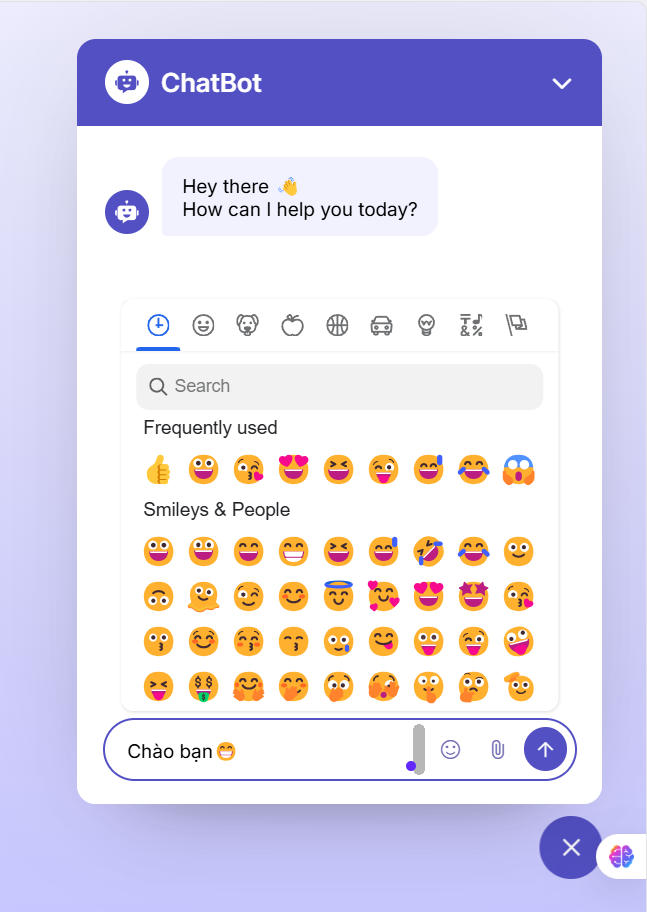 ChatBot
Hey there 👋
How can I help you today?
Search
Frequently used
Smileys & People
Chào bạn😁